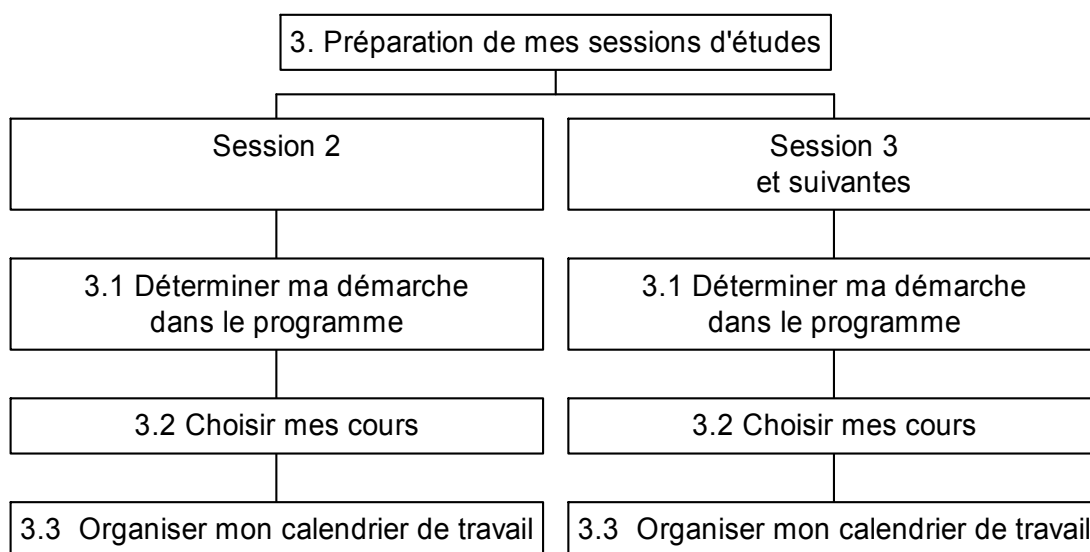 3. Préparation de mes sessions d'études
Session 2
Session 3
et suivantes
3.1 Déterminer ma démarche
dans le programme
3.1 Déterminer ma démarche
dans le programme
3.2 Choisir mes cours
3.2 Choisir mes cours
3.3 Organiser mon calendrier de travail
3.3 Organiser mon calendrier de travail